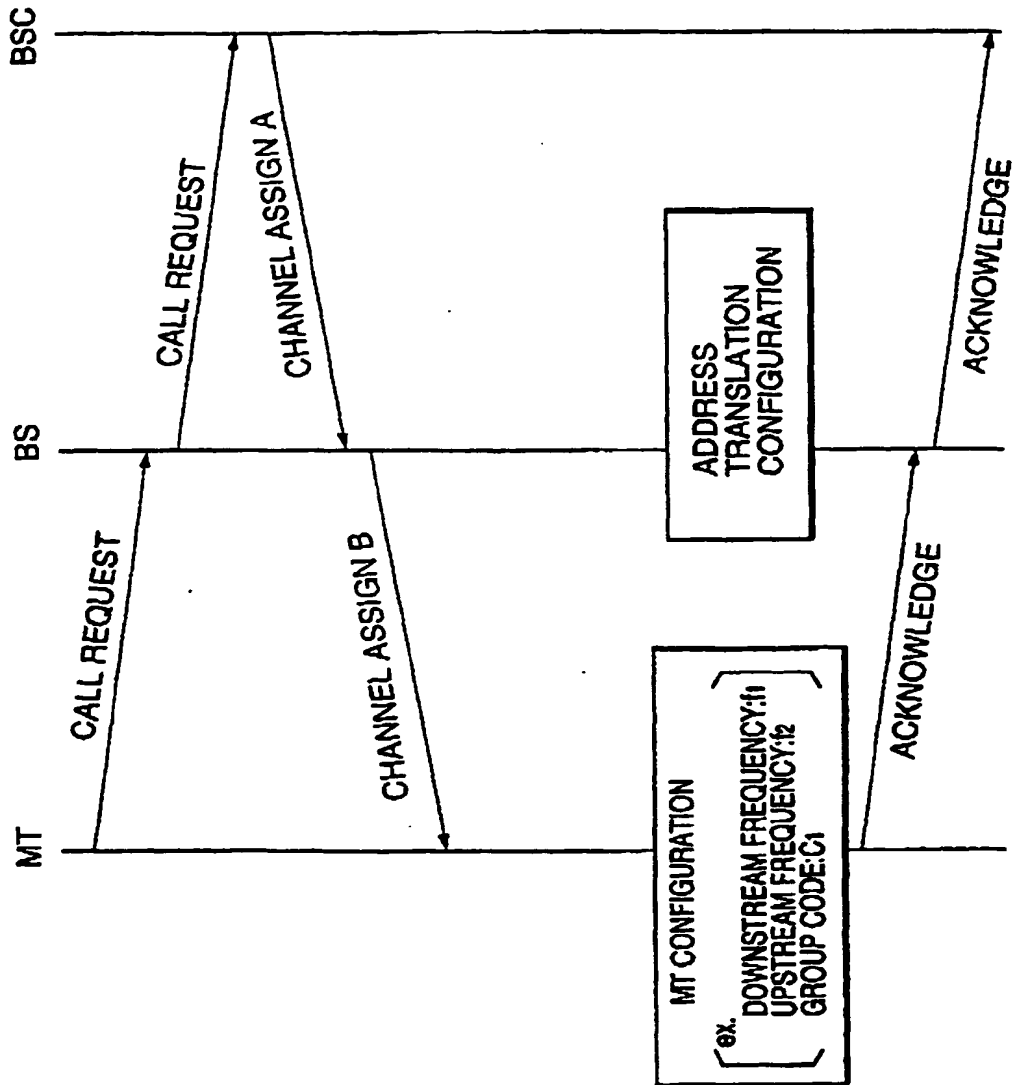 MT
BS
BSC
CALL REQUEST
CALL REQUEST
CHANNEL ASSIGN A
CHANNEL ASSIGN B
MT CONFIGURATION
ex.
DOWNSTREAM FREQUENCY:f1
UPSTREAM FREQUENCY:f2
GROUP CODE:C1
ADDRESS
TRANSLATION
CONFIGURATION
ACKNOWLEDGE
ACKNOWLEDGE